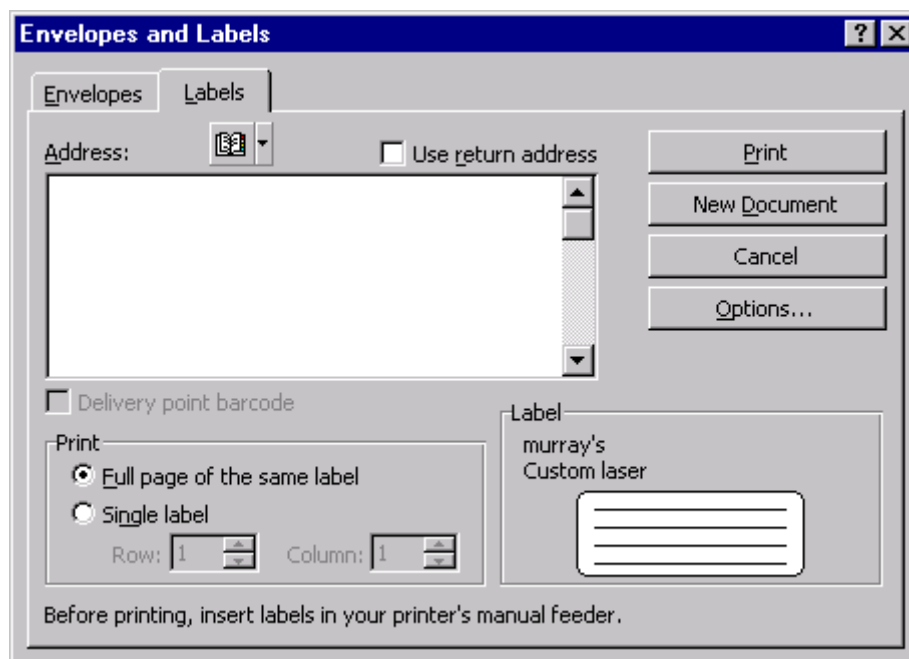 Envelopes and Labels
Envelopes Labels
Address: Use return address
Print
New Document
Cancel
Options...
Delivery point barcode
Print
Full page of the same label
Single label
Row: 1 Column: 1
Label
murray's
Custom laser
Before printing, insert labels in your printer's manual feeder.